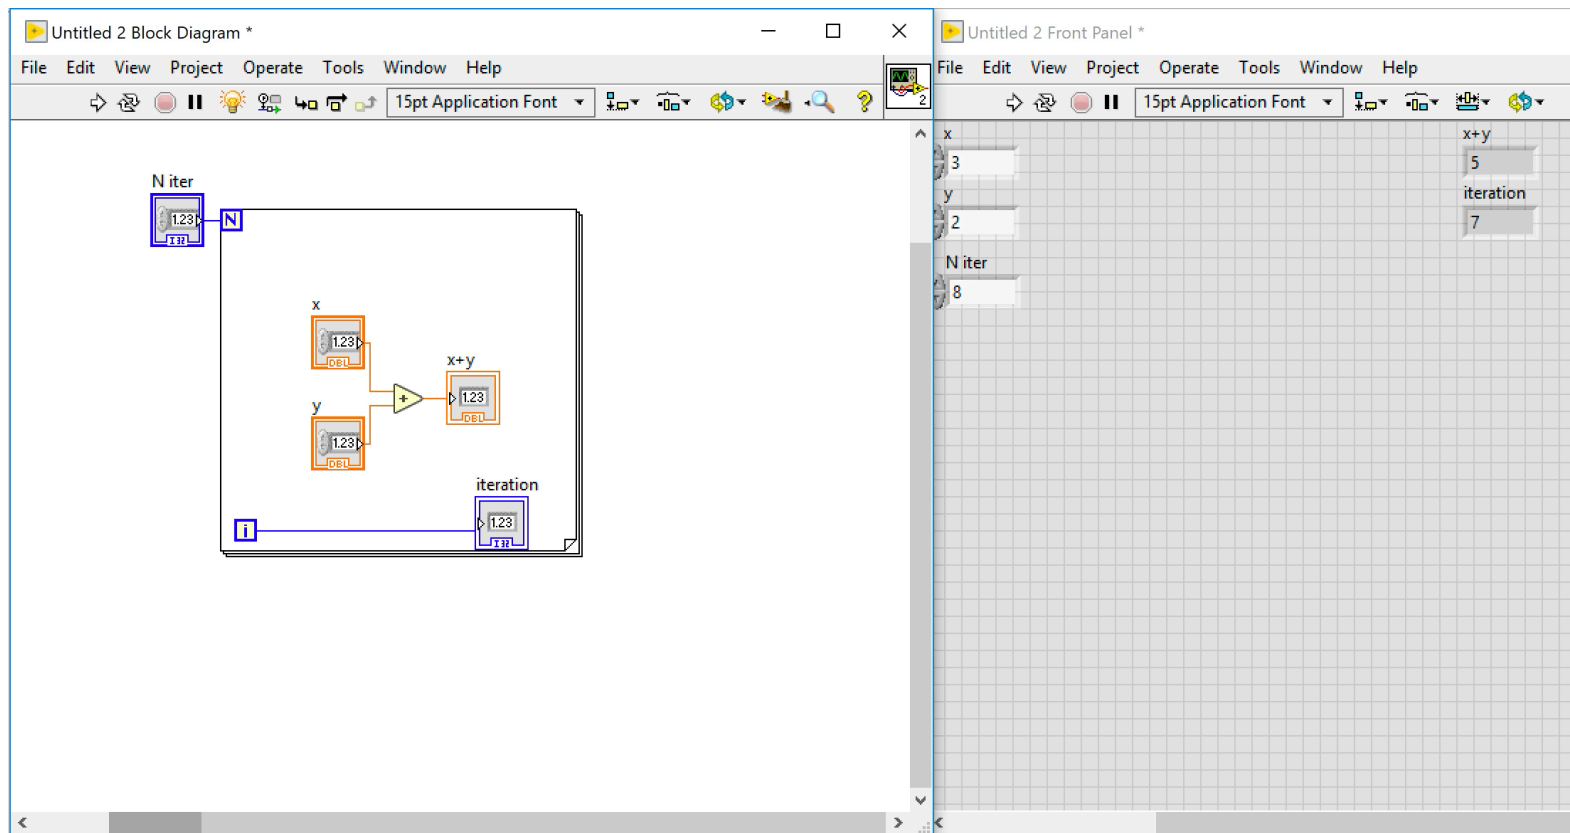 Untitled 2 Block Diagram *
File Edit View Project Operate Tools Window Help
15pt Application Font
2
N iter
1.23
I32
N
x
1.23
DBL
x+y
1.23
DBL
+
y
1.23
DBL
iteration
1.23
I32
i
Untitled 2 Front Panel *
File Edit View Project Operate Tools Window Help
15pt Application Font
x
3
y
2
N iter
8
x+y
5
iteration
7